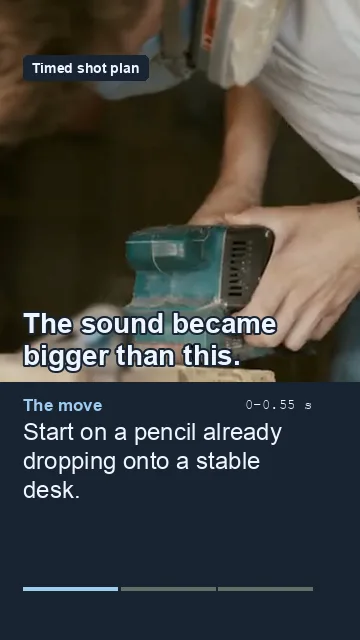 Timed shot plan
The sound became
bigger than this.
The move
0–0.55 s
Start on a pencil already
dropping onto a stable
desk.